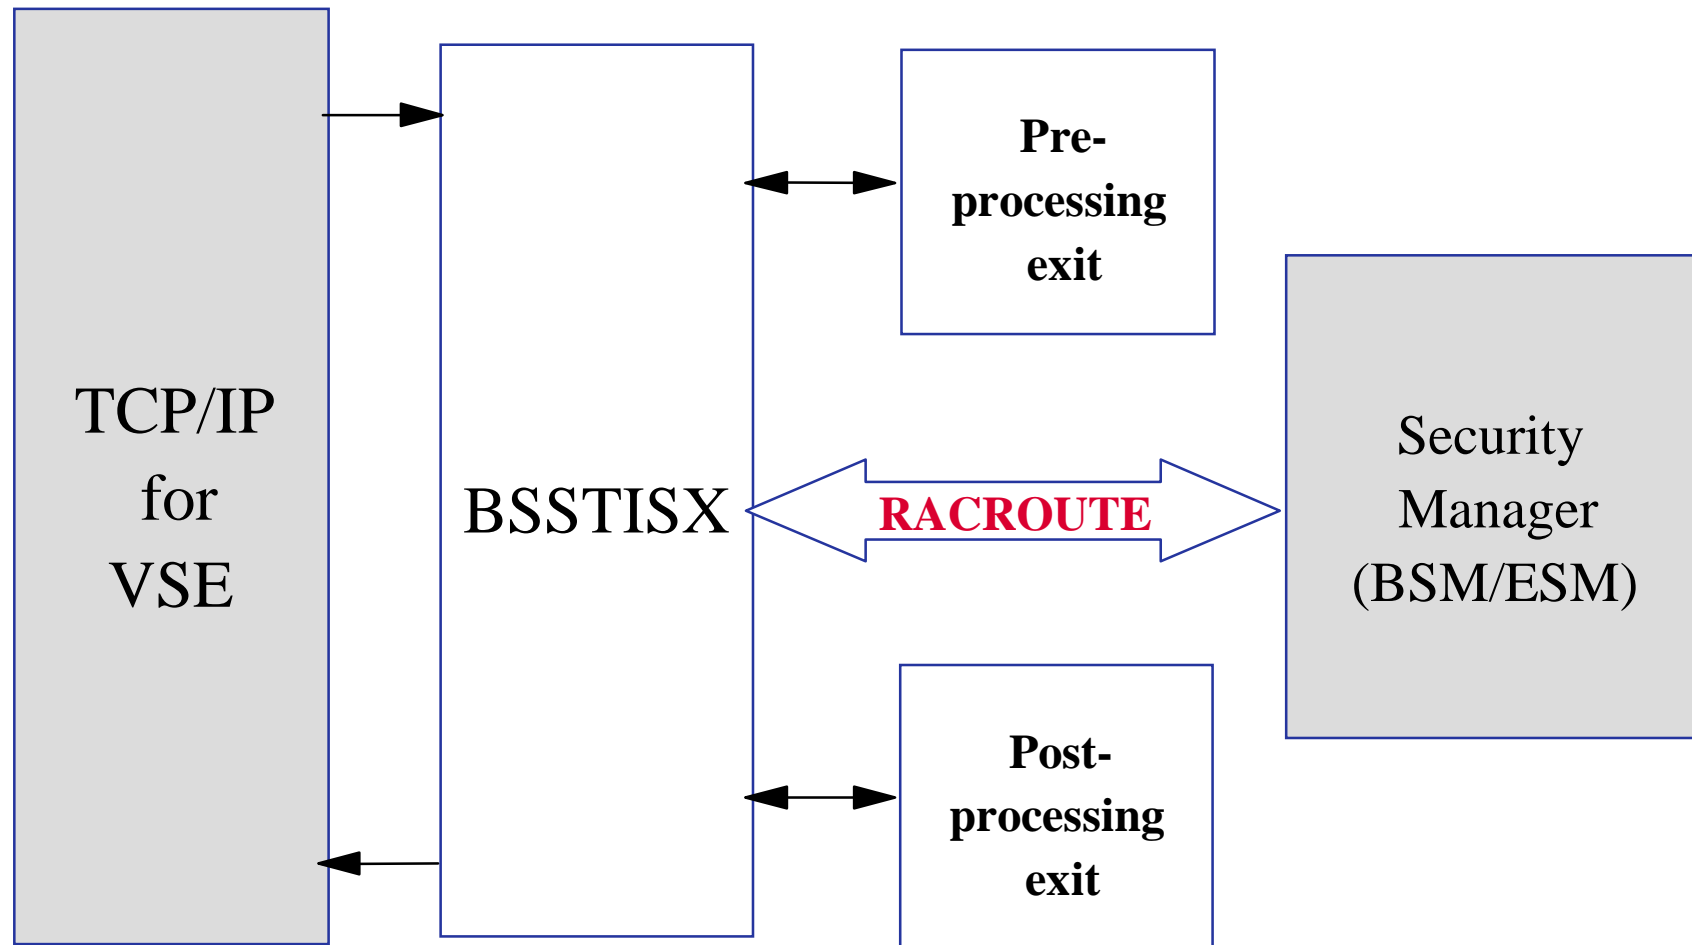 TCP/IP
for
VSE
BSSTISX
Pre-
processing
exit
RACROUTE
Security
Manager
(BSM/ESM)
Post-
processing
exit